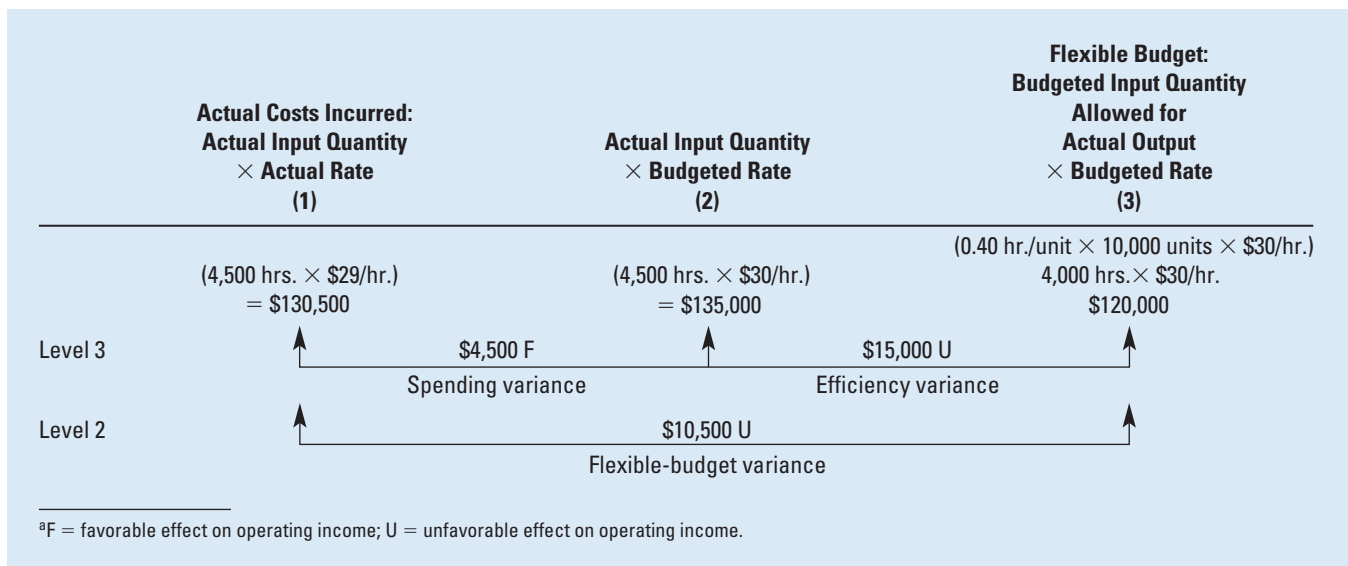 Actual Costs Incurred:
Actual Input Quantity
× Actual Rate
(1)
Actual Input Quantity
× Budgeted Rate
(2)
Flexible Budget:
Budgeted Input Quantity
Allowed for
Actual Output
× Budgeted Rate
(3)
(4,500 hrs. × $29/hr.)
= $130,500
(4,500 hrs. × $30/hr.)
= $135,000
(0.40 hr./unit × 10,000 units × $30/hr.)
4,000 hrs.× $30/hr.
$120,000
Level 3
$4,500 F
$15,000 U
Spending variance
Efficiency variance
Level 2
$10,500 U
Flexible-budget variance
aF = favorable effect on operating income; U = unfavorable effect on operating income.